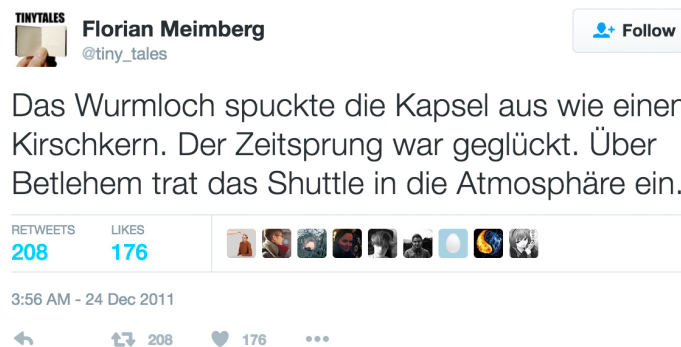 TINYTALES
Florian Meimberg
@tiny_tales
Follow
Das Wurmloch spuckte die Kapsel aus wie einen
Kirschkern. Der Zeitsprung war geglückt. Über
Betlehem trat das Shuttle in die Atmosphäre ein.
RETWEETS LIKES
208 176
3:56 AM - 24 Dec 2011
208 176